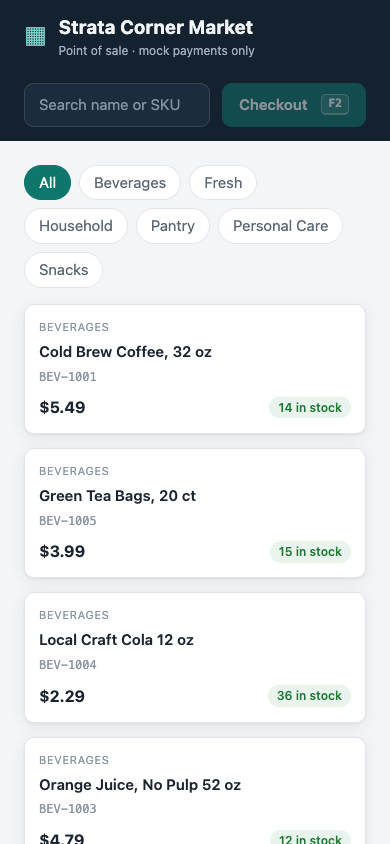 Strata Corner Market
Point of sale · mock payments only
Search name or SKU
Checkout F2
All Beverages Fresh
Household Pantry Personal Care
Snacks
BEVERAGES
Cold Brew Coffee, 32 oz
BEV-1001
$5.49 14 in stock
BEVERAGES
Green Tea Bags, 20 ct
BEV-1005
$3.99 15 in stock
BEVERAGES
Local Craft Cola 12 oz
BEV-1004
$2.29 36 in stock
BEVERAGES
Orange Juice, No Pulp 52 oz
BEV-1003
$4.79 12 in stock